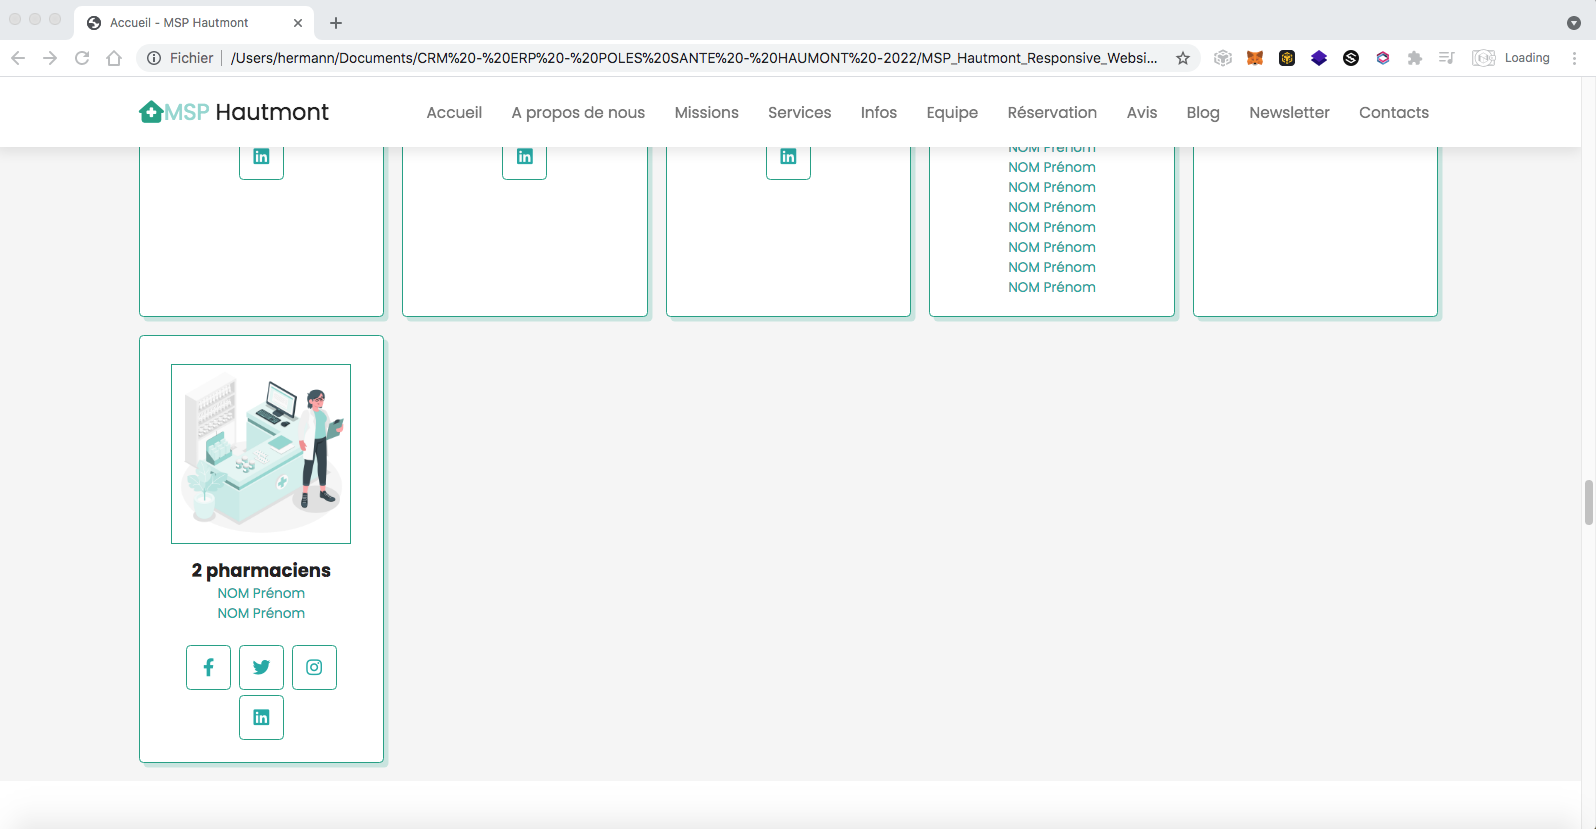 Accueil - MSP Hautmont
Fichier | /Users/hermann/Documents/CRM%20-%20ERP%20-%20POLES%20SANTE%20-%20HAUMONT%20-2022/MSP_Hautmont_Responsive_Websi...
Loading
MSP Hautmont Accueil A propos de nous Missions Services Infos Equipe Réservation Avis Blog Newsletter Contacts
NOM Prénom
NOM Prénom
NOM Prénom
NOM Prénom
NOM Prénom
NOM Prénom
NOM Prénom
NOM Prénom
2 pharmaciens
NOM Prénom
NOM Prénom